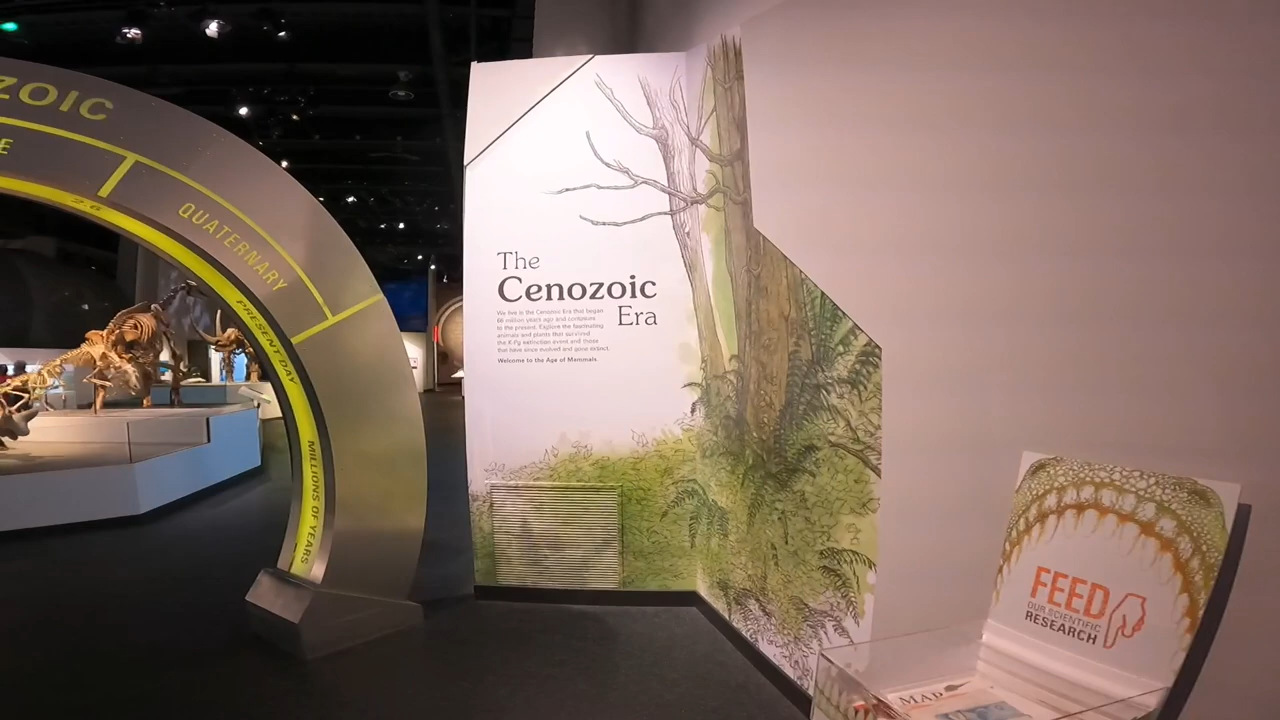 ZOIC
E
2.6
QUATERNARY
PRESENT DAY
MILLIONS OF YEARS
The
Cenozoic
Era
We live in the Cenozoic Era that began
66 million years ago and continues
to the present. Explore the fascinating
animals and plants that survived
the K-Pg extinction event and those
that have since evolved and gone extinct.
Welcome to the Age of Mammals.
FEED
OUR SCIENTIFIC
RESEARCH
MAP